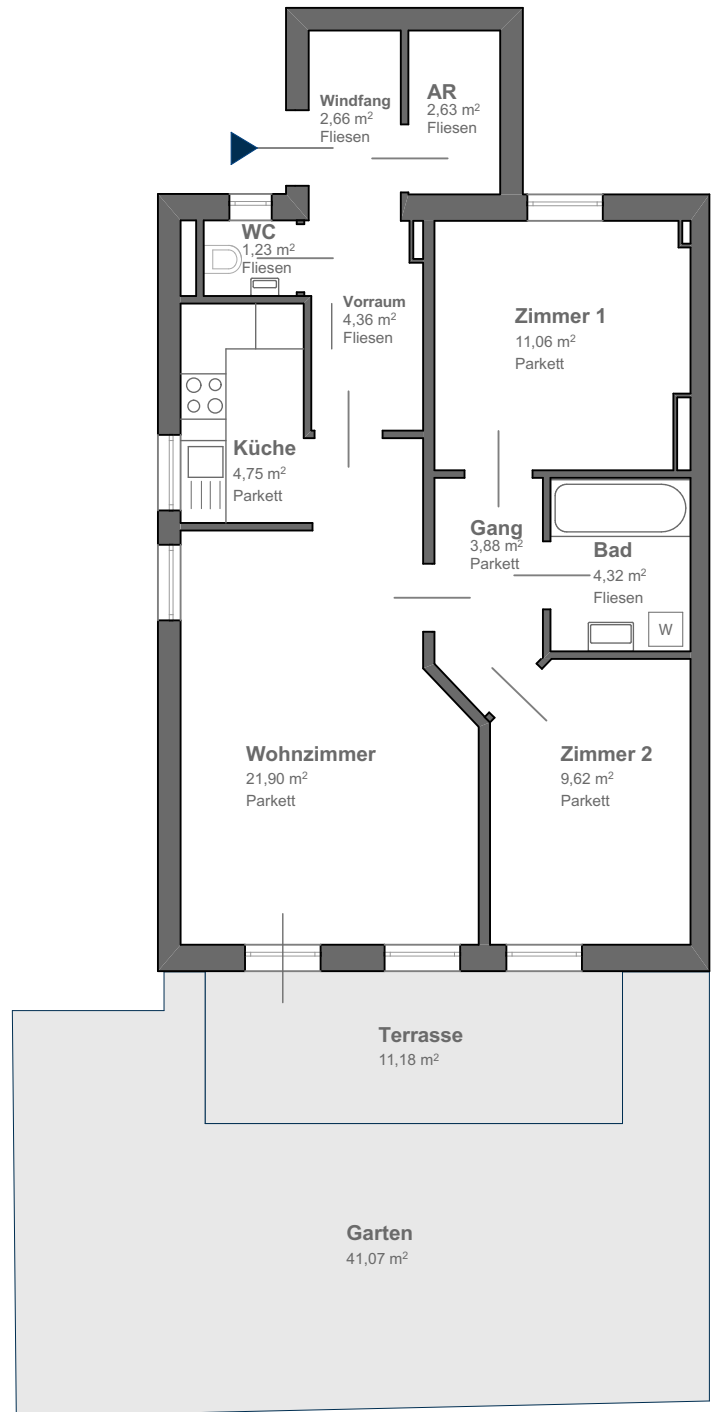 Windfang
2,66 m²
Fliesen
AR
2,63 m²
Fliesen
WC
1,23 m²
Fliesen
Vorraum
4,36 m²
Fliesen
Zimmer 1
11,06 m²
Parkett
Küche
4,75 m²
Parkett
Gang
3,88 m²
Parkett
Bad
4,32 m²
Fliesen
W
Wohnzimmer
21,90 m²
Parkett
Zimmer 2
9,62 m²
Parkett
Terrasse
11,18 m²
Garten
41,07 m²